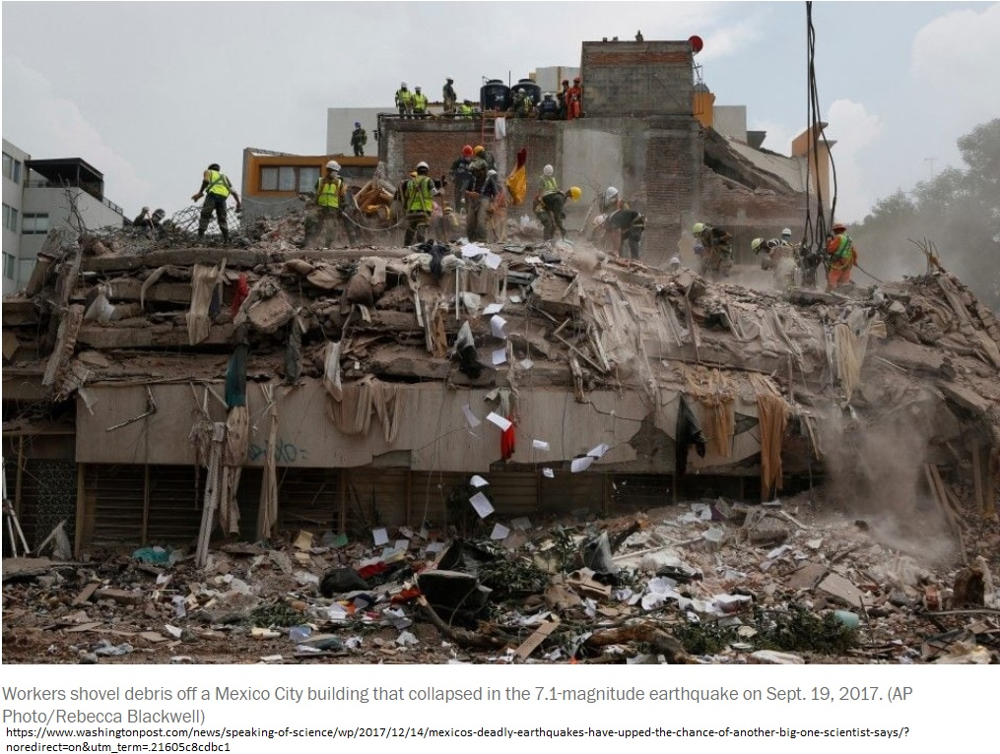 Workers shovel debris off a Mexico City building that collapsed in the 7.1-magnitude earthquake on Sept. 19, 2017. (AP
Photo/Rebecca Blackwell)
https://www.washingtonpost.com/news/speaking-of-science/wp/2017/12/14/mexicos-deadly-earthquakes-have-upped-the-chance-of-another-big-one-scientist-says/?
noredirect=on&utm_term=.21605c8cdbc1